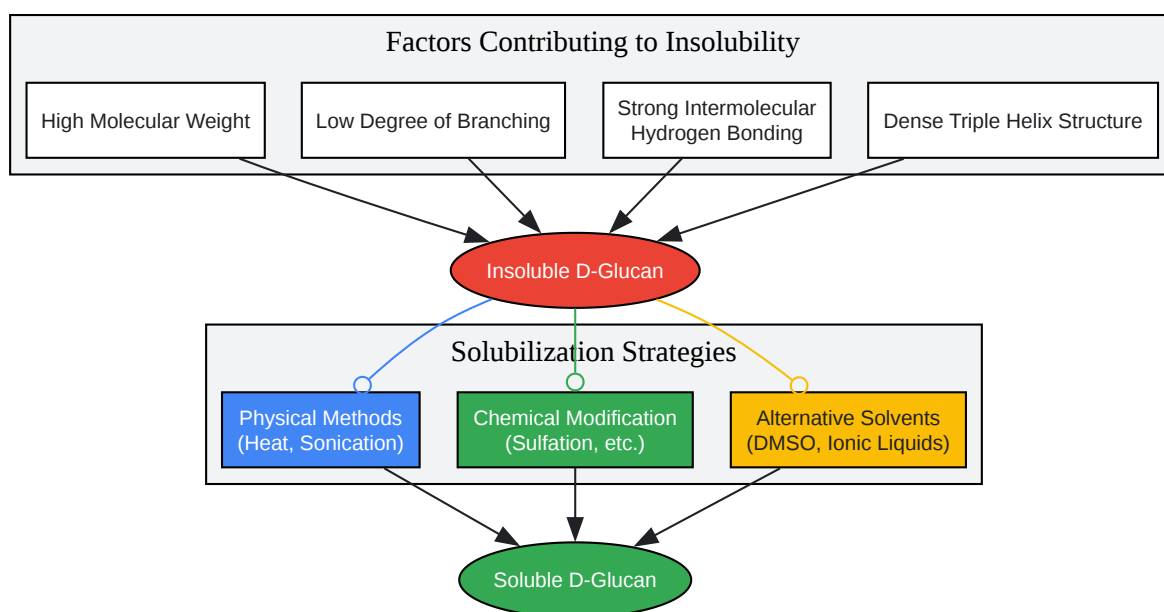 Factors Contributing to Insolubility
High Molecular Weight
Low Degree of Branching
Strong Intermolecular
Hydrogen Bonding
Dense Triple Helix Structure
Insoluble D-Glucan
Solubilization Strategies
Physical Methods
(Heat, Sonication)
Chemical Modification
(Sulfation, etc.)
Alternative Solvents
(DMSO, Ionic Liquids)
Soluble D-Glucan